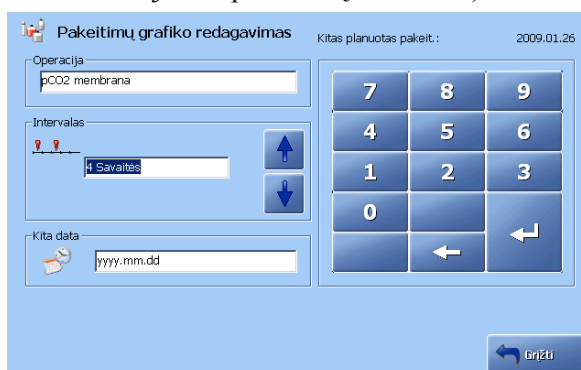 Pakeitimų grafiko redagavimas
Kitas planuotas pakeit.: 2009.01.26
Operacija
pCO2 membrana
Intervalas
4 Savaitės
Kita data
yyyy.mm.dd
7 8 9
4 5 6
1 2 3
0
Grįžti